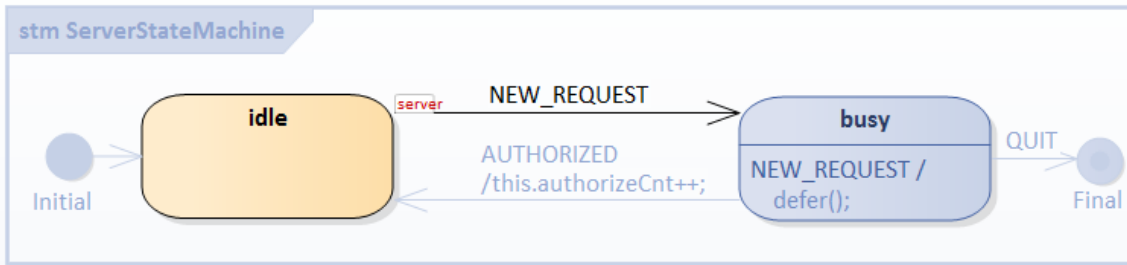 stm ServerStateMachine
idle
server
NEW_REQUEST
busy
AUTHORIZED
/this.authorizeCnt++;
NEW_REQUEST /
defer();
QUIT
Initial
Final